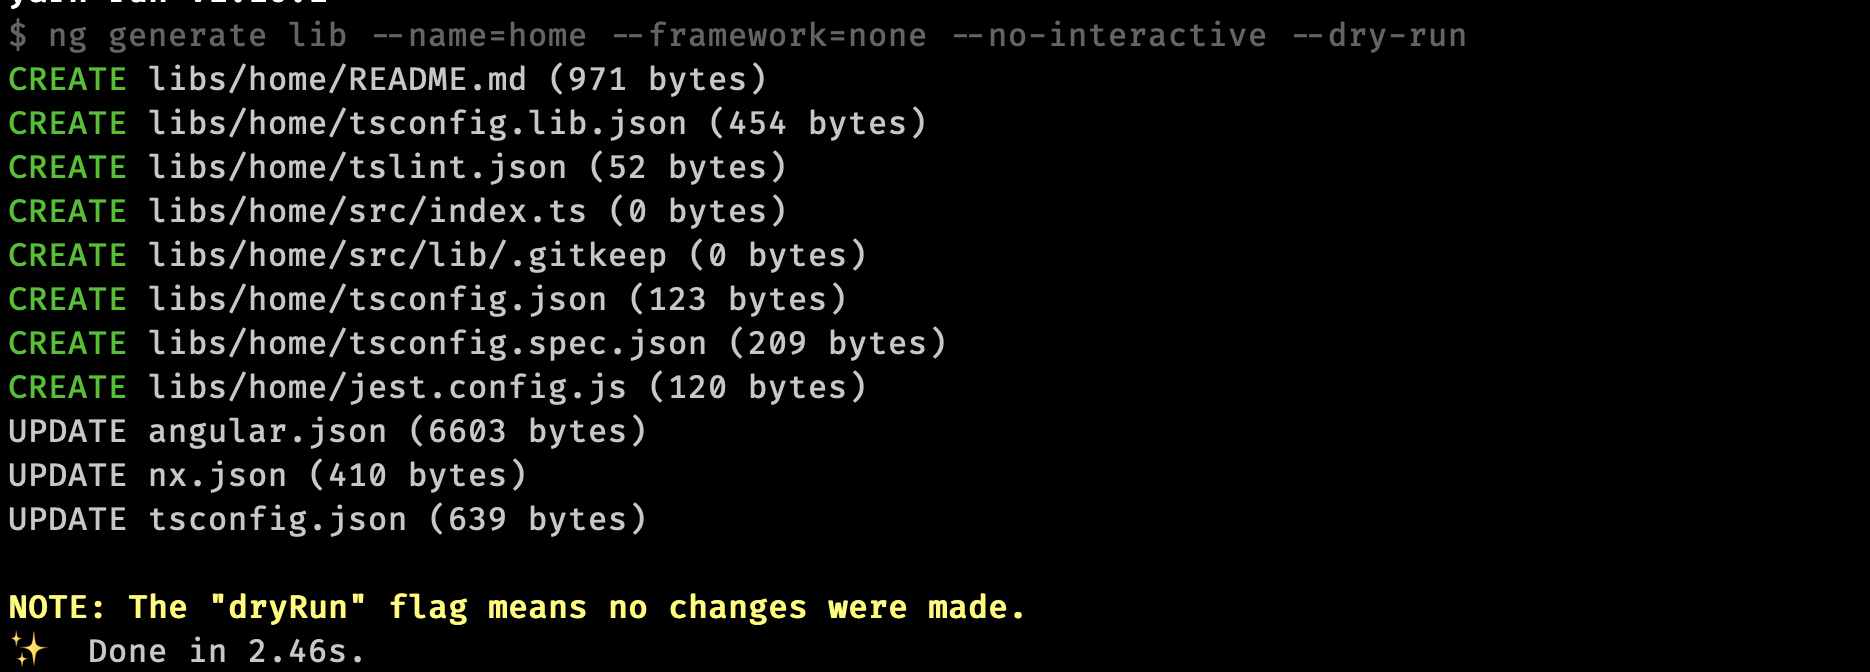 $ ng generate lib --name=home --framework=none --no-interactive --dry-run
CREATE libs/home/README.md (971 bytes)
CREATE libs/home/tsconfig.lib.json (454 bytes)
CREATE libs/home/tslint.json (52 bytes)
CREATE libs/home/src/index.ts (0 bytes)
CREATE libs/home/src/lib/.gitkeep (0 bytes)
CREATE libs/home/tsconfig.json (123 bytes)
CREATE libs/home/tsconfig.spec.json (209 bytes)
CREATE libs/home/jest.config.js (120 bytes)
UPDATE angular.json (6603 bytes)
UPDATE nx.json (410 bytes)
UPDATE tsconfig.json (639 bytes)
NOTE: The "dryRun" flag means no changes were made.
✨ Done in 2.46s.